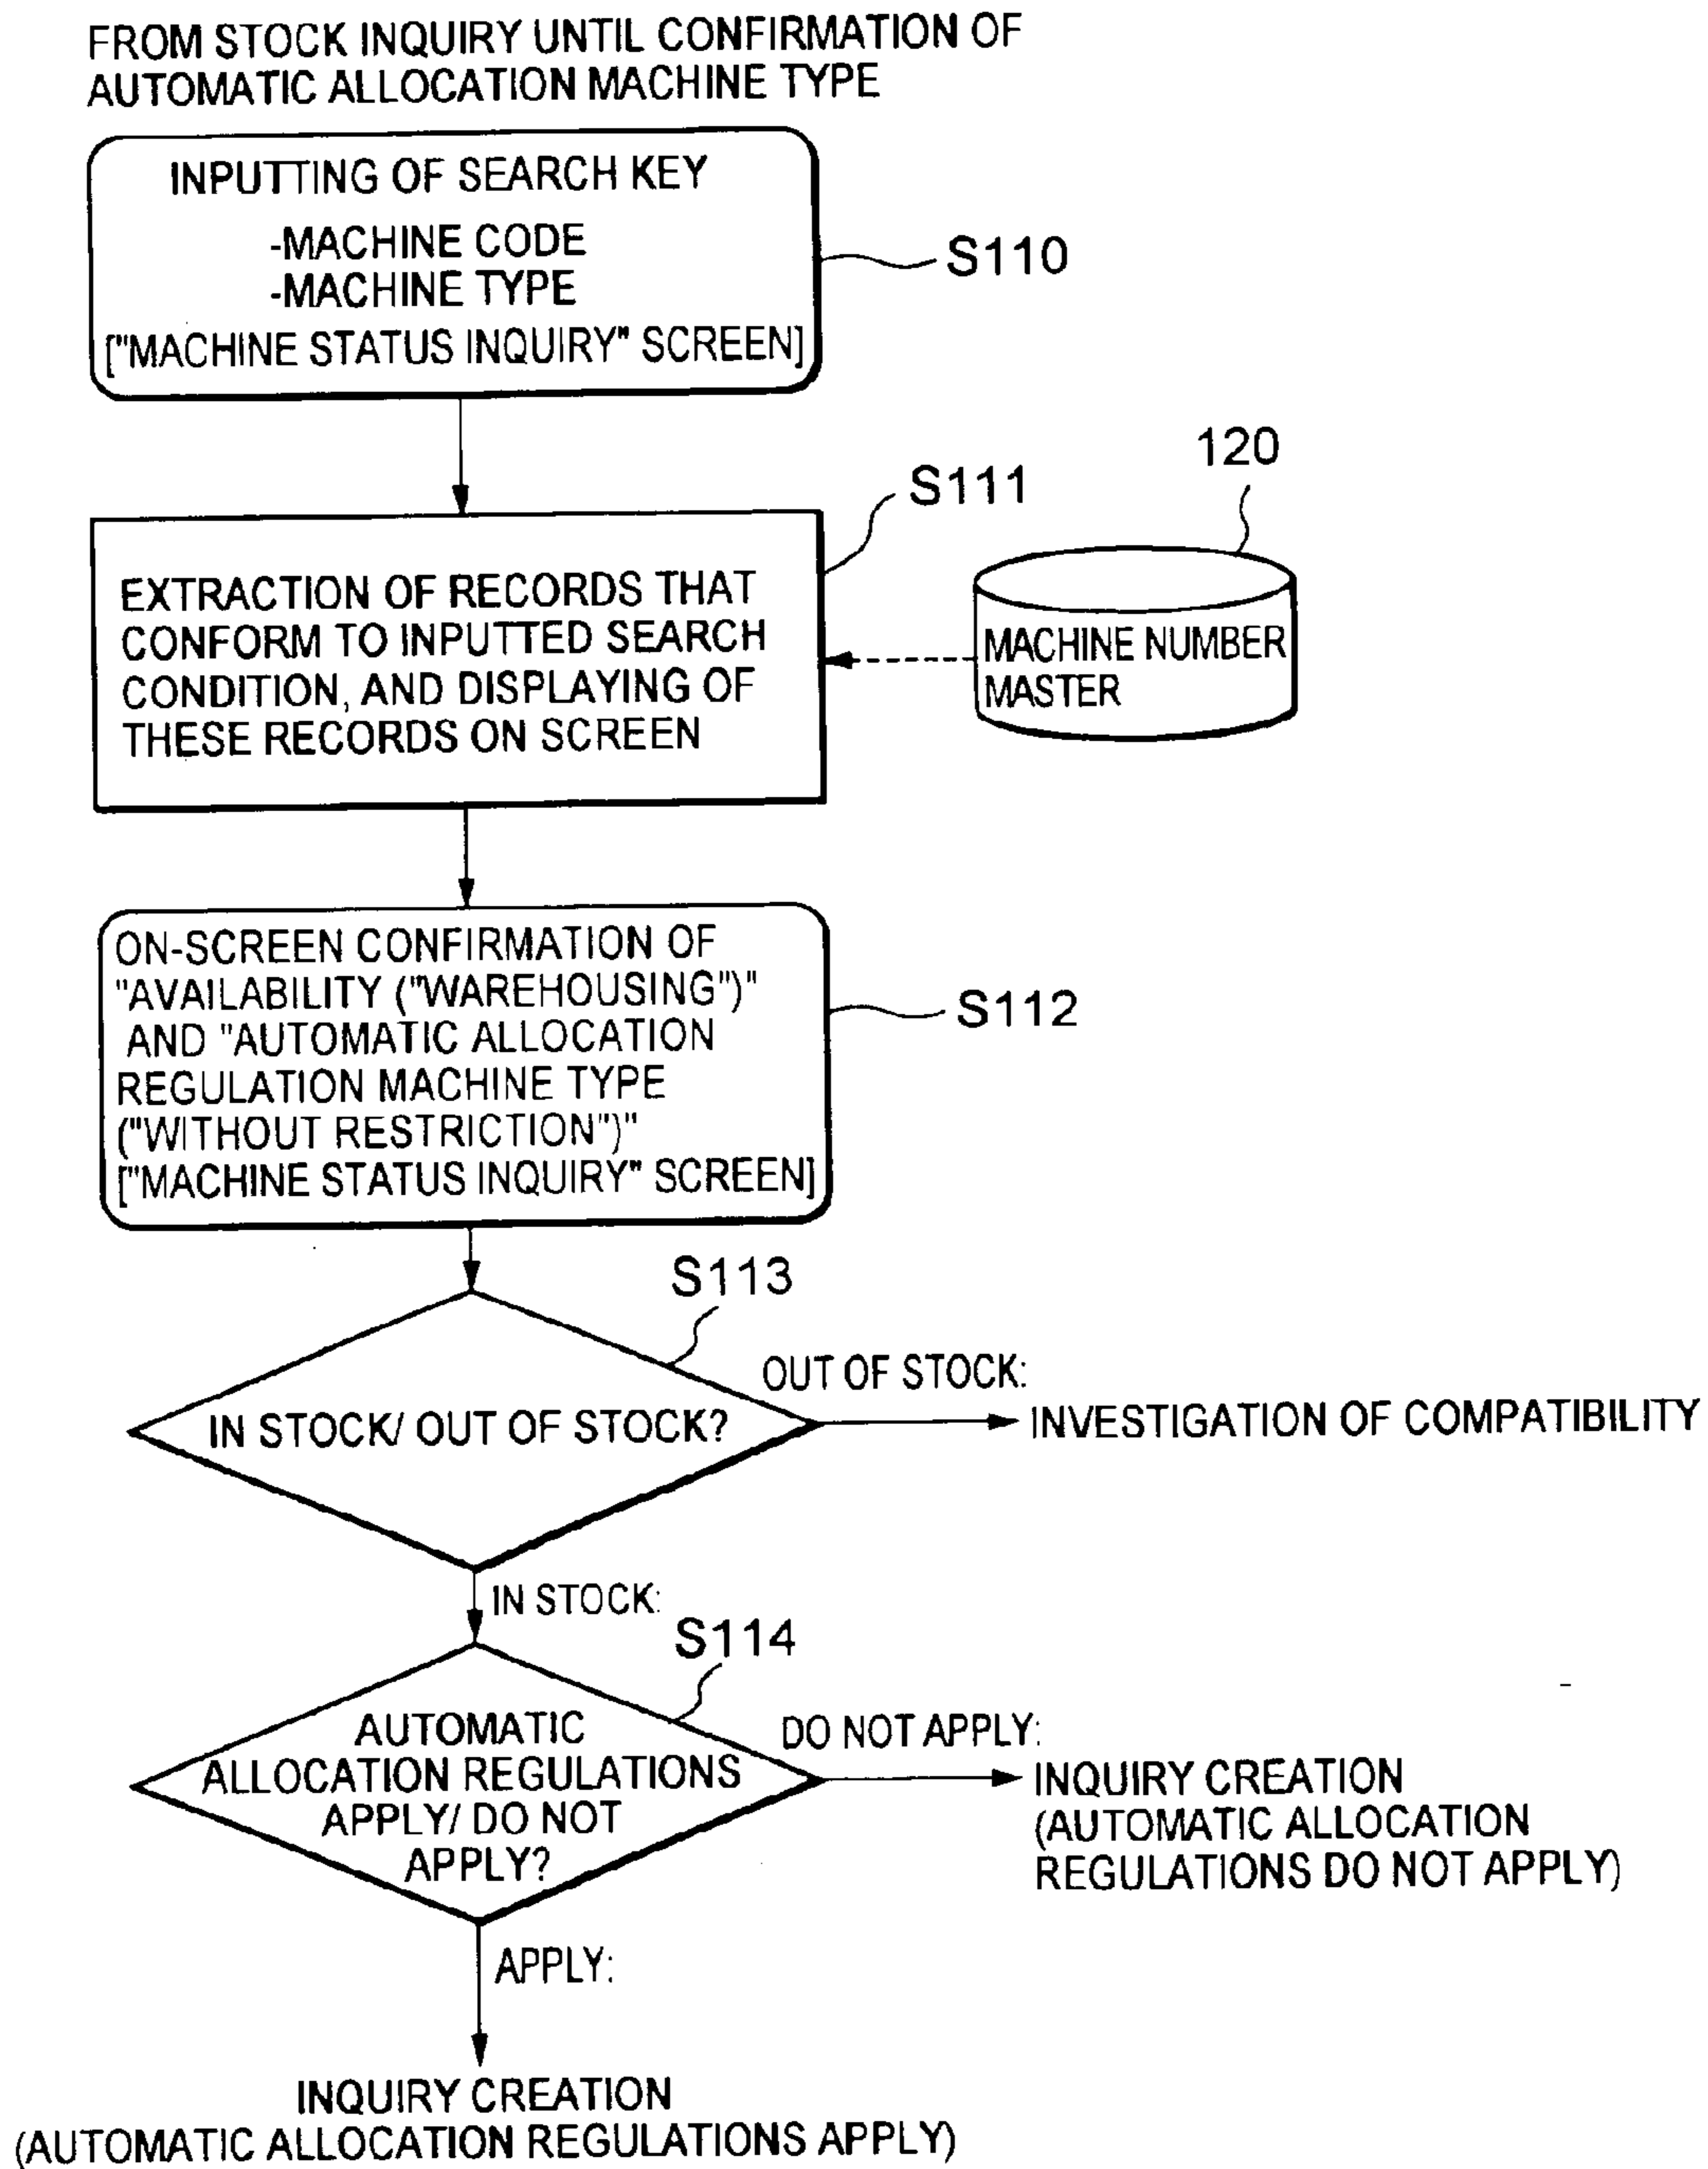 FROM STOCK INQUIRY UNTIL CONFIRMATION OF
AUTOMATIC ALLOCATION MACHINE TYPE
INPUTTING OF SEARCH KEY
-MACHINE CODE
-MACHINE TYPE
["MACHINE STATUS INQUIRY" SCREEN]
S110
S111
120
EXTRACTION OF RECORDS THAT
CONFORM TO INPUTTED SEARCH
CONDITION, AND DISPLAYING OF
THESE RECORDS ON SCREEN
MACHINE NUMBER
MASTER
ON-SCREEN CONFIRMATION OF
"AVAILABILITY ("WAREHOUSING")"
AND "AUTOMATIC ALLOCATION
REGULATION MACHINE TYPE
("WITHOUT RESTRICTION")"
["MACHINE STATUS INQUIRY" SCREEN]
S112
S113
IN STOCK/ OUT OF STOCK?
OUT OF STOCK:
INVESTIGATION OF COMPATIBILITY
IN STOCK:
S114
AUTOMATIC
ALLOCATION REGULATIONS
APPLY/ DO NOT
APPLY?
DO NOT APPLY:
INQUIRY CREATION
(AUTOMATIC ALLOCATION
REGULATIONS DO NOT APPLY)
APPLY:
INQUIRY CREATION
(AUTOMATIC ALLOCATION REGULATIONS APPLY)